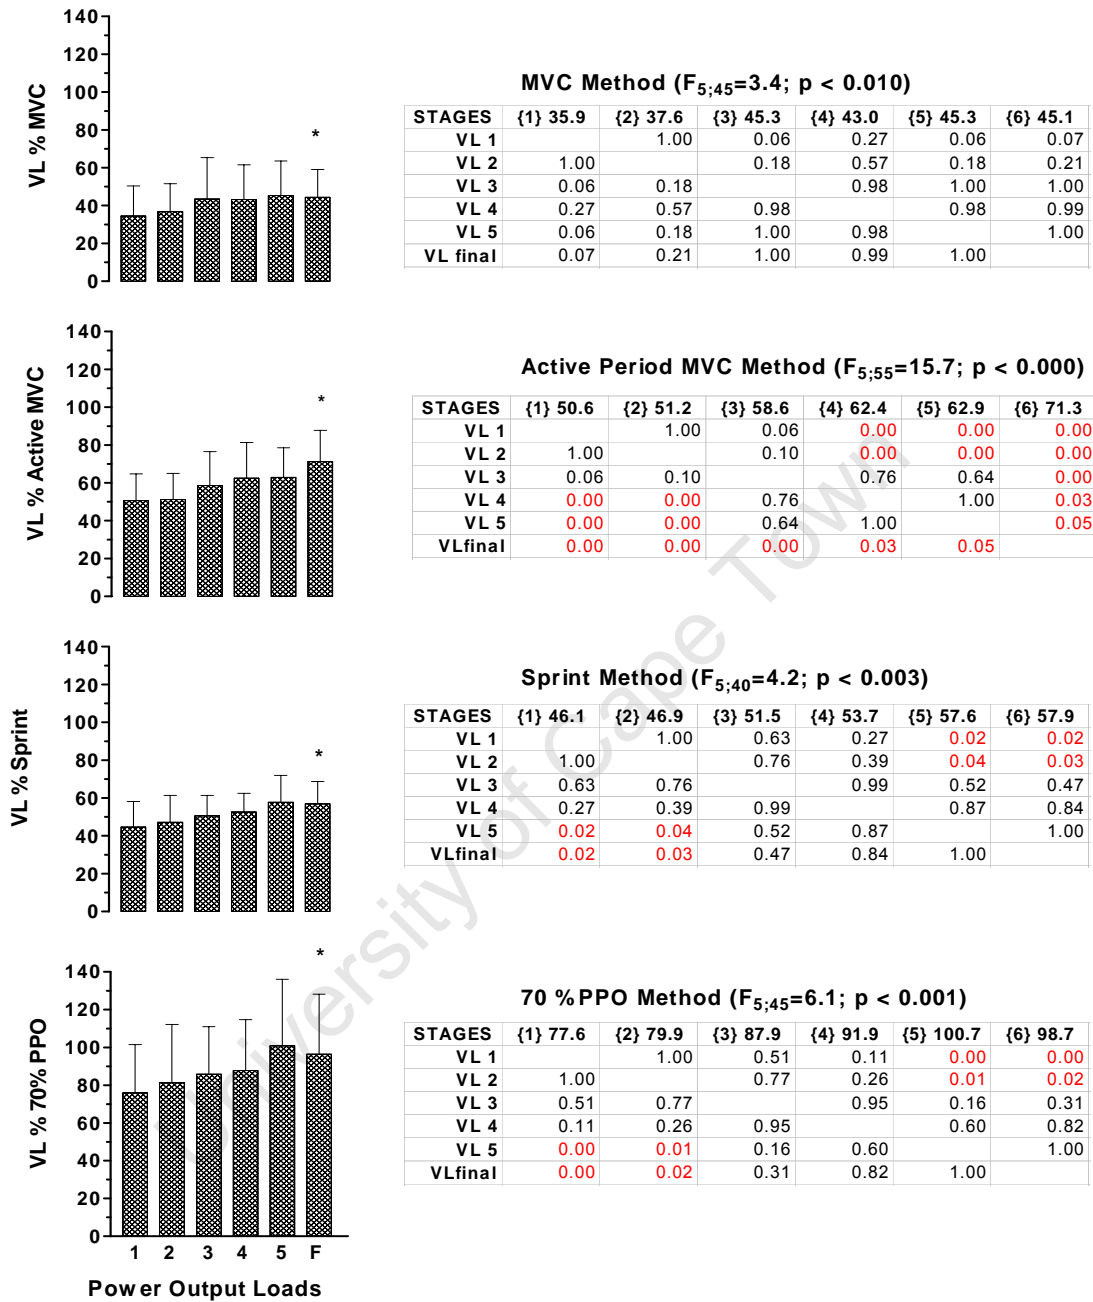 140
120
100
80
60
40
20
0
VL % MVC
*
MVC Method (F5;45=3.4; p < 0.010)
STAGES {1} 35.9 {2} 37.6 {3} 45.3 {4} 43.0 {5} 45.3 {6} 45.1
VL 1 1.00 0.06 0.27 0.06 0.07
VL 2 1.00 0.18 0.57 0.18 0.21
VL 3 0.06 0.18 0.98 1.00 1.00
VL 4 0.27 0.57 0.98 0.98 0.99
VL 5 0.06 0.18 1.00 0.98 1.00
VL final 0.07 0.21 1.00 0.99 1.00
140
120
100
80
60
40
20
0
VL % Active MVC
*
Active Period MVC Method (F5;55=15.7; p < 0.000)
STAGES {1} 50.6 {2} 51.2 {3} 58.6 {4} 62.4 {5} 62.9 {6} 71.3
VL 1 1.00 0.06 0.00 0.00 0.00
VL 2 1.00 0.10 0.00 0.00 0.00
VL 3 0.06 0.10 0.76 0.64 0.00
VL 4 0.00 0.00 0.76 1.00 0.03
VL 5 0.00 0.00 0.64 1.00 0.05
VLfinal 0.00 0.00 0.00 0.03 0.05
140
120
100
80
60
40
20
0
VL % Sprint
*
Sprint Method (F5;40=4.2; p < 0.003)
STAGES {1} 46.1 {2} 46.9 {3} 51.5 {4} 53.7 {5} 57.6 {6} 57.9
VL 1 1.00 0.63 0.27 0.02 0.02
VL 2 1.00 0.76 0.39 0.04 0.03
VL 3 0.63 0.76 0.99 0.52 0.47
VL 4 0.27 0.39 0.99 0.87 0.84
VL 5 0.02 0.04 0.52 0.87 1.00
VLfinal 0.02 0.03 0.47 0.84 1.00
140
120
100
80
60
40
20
0
VL % 70% PPO
*
70 %PPO Method (F5;45=6.1; p < 0.001)
STAGES {1} 77.6 {2} 79.9 {3} 87.9 {4} 91.9 {5} 100.7 {6} 98.7
VL 1 1.00 0.51 0.11 0.00 0.00
VL 2 1.00 0.77 0.26 0.01 0.02
VL 3 0.51 0.77 0.95 0.16 0.31
VL 4 0.11 0.26 0.95 0.60 0.82
VL 5 0.00 0.01 0.16 0.60 1.00
VLfinal 0.00 0.02 0.31 0.82 1.00
1 2 3 4 5 F
Power Output Loads
University of Cape Town